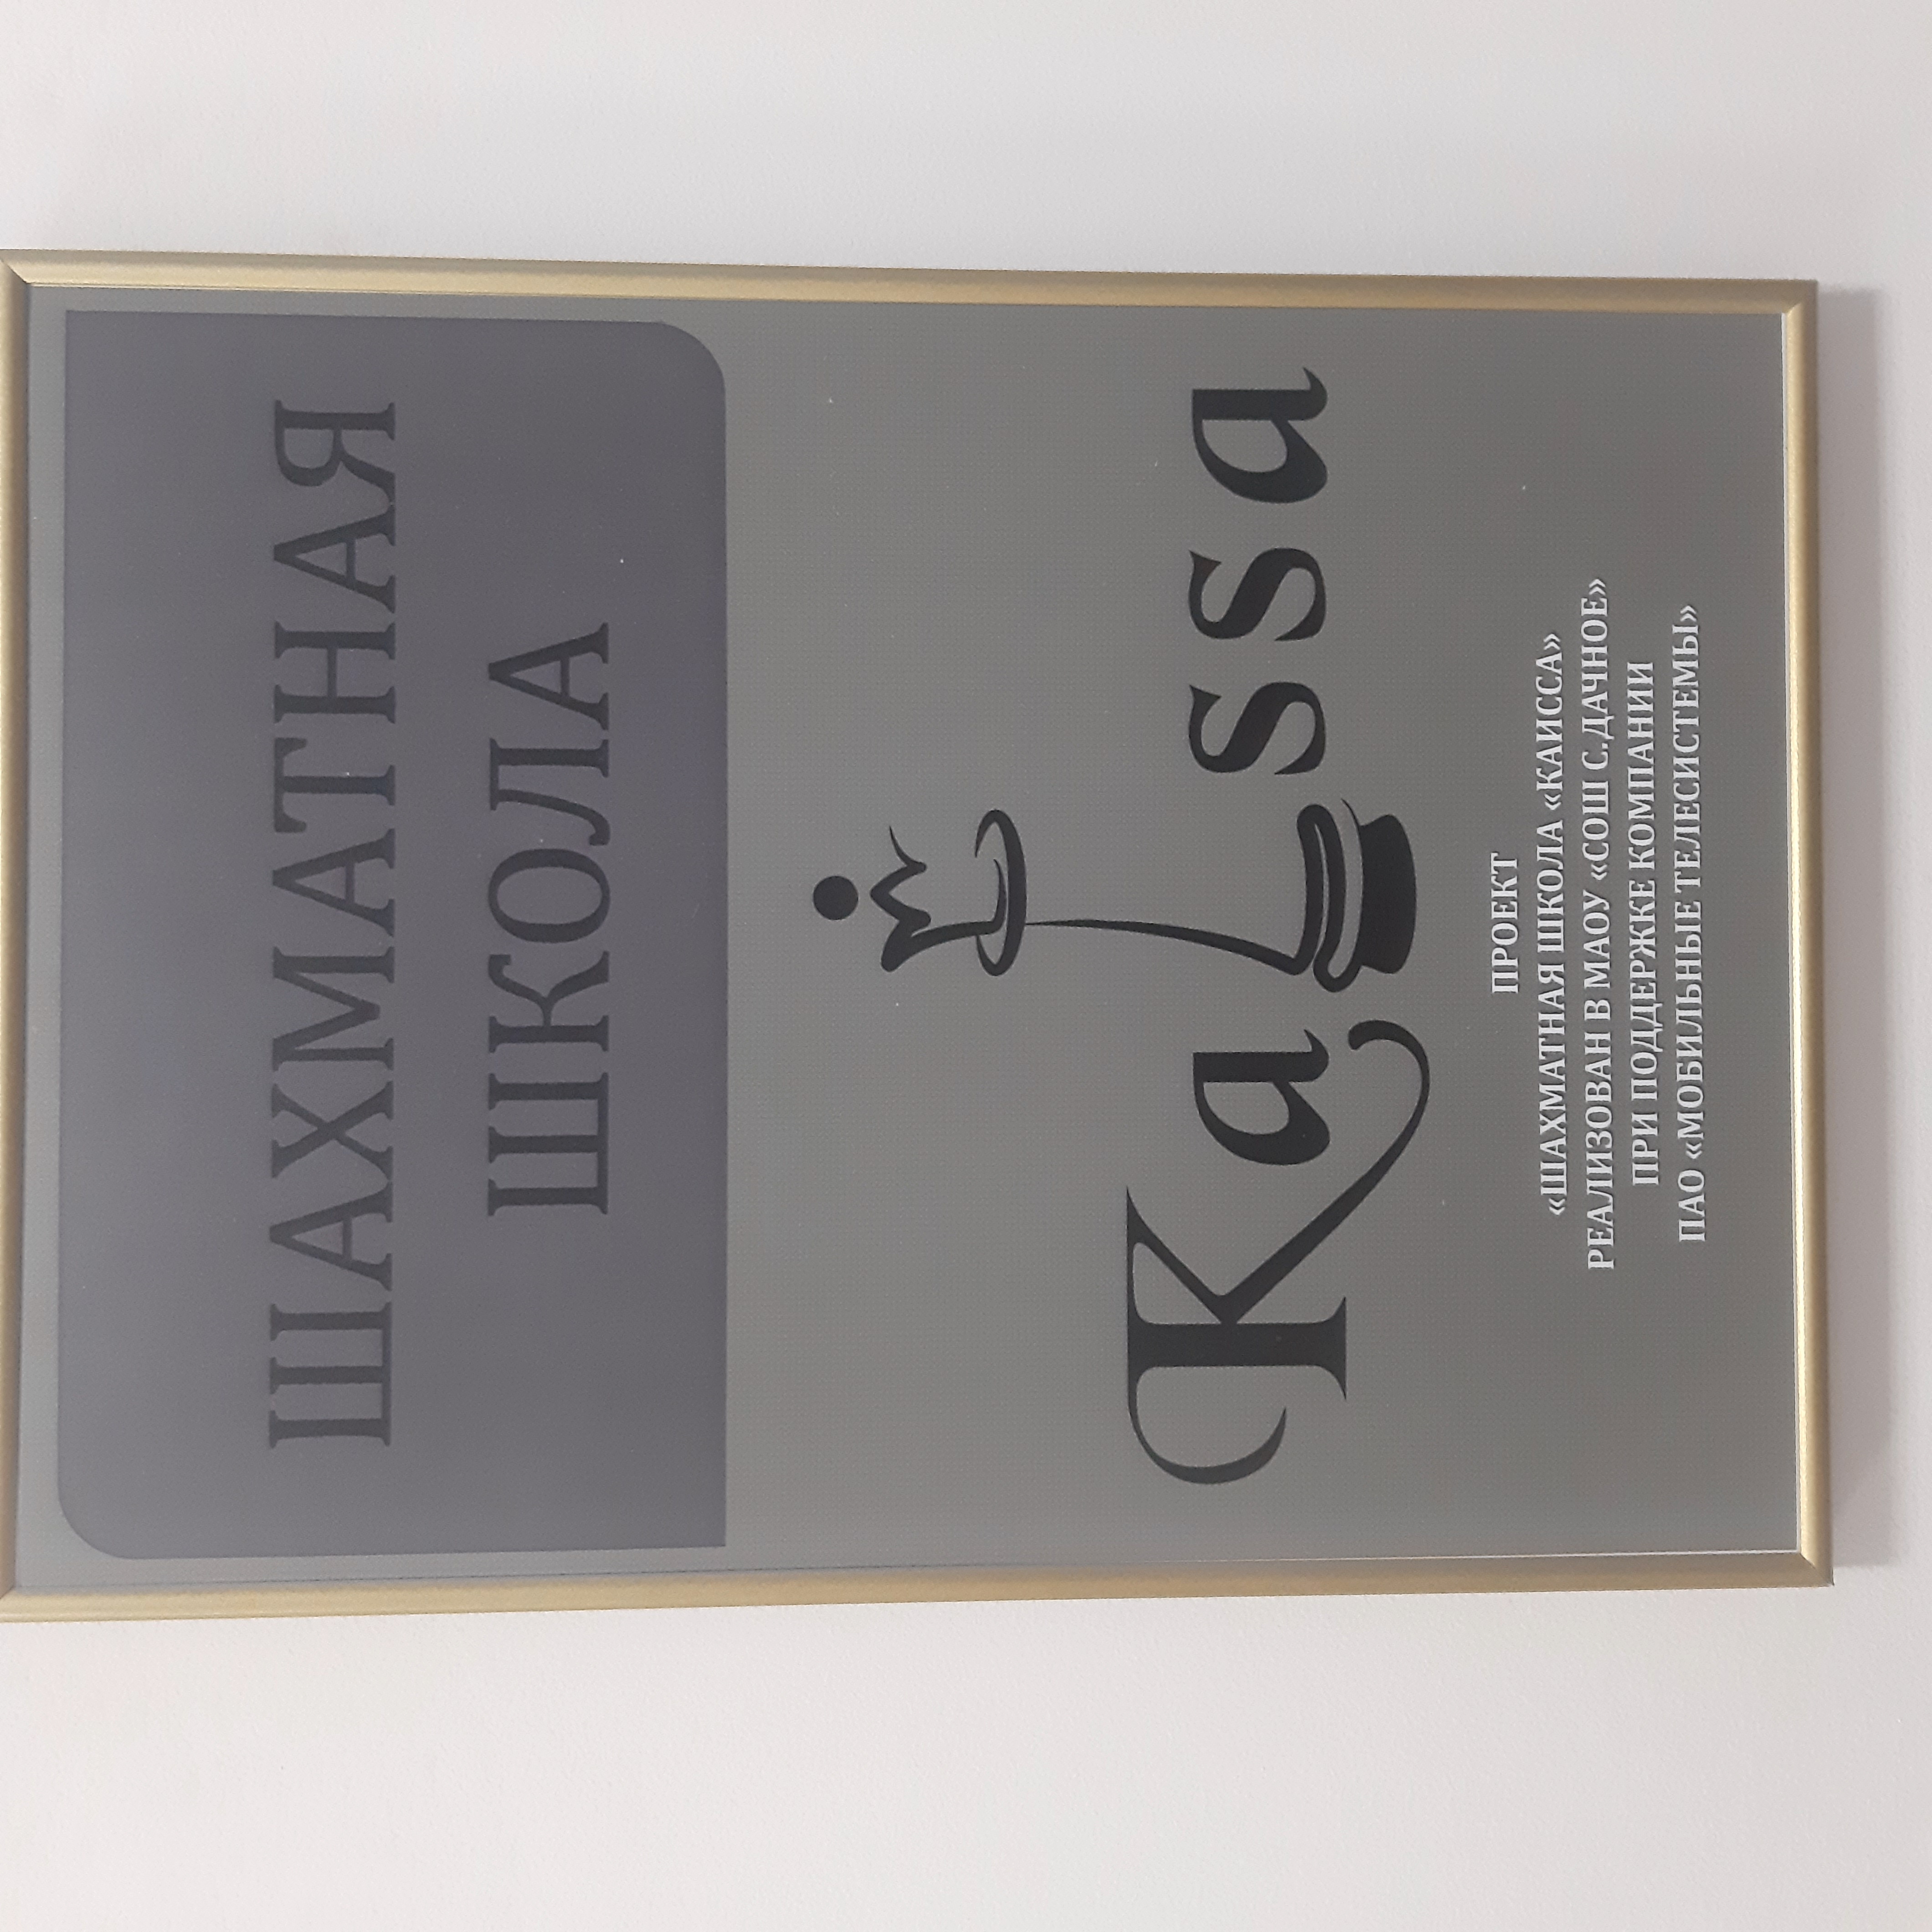 ШАХМАТНАЯ
ШКОЛА
Kaissa
ПРОЕКТ
«ШАХМАТНАЯ ШКОЛА «КАИССА»
РЕАЛИЗОВАН В МАОУ «СОШ С.ДАЧНОЕ»
ПРИ ПОДДЕРЖКЕ КОМПАНИИ
ПАО «МОБИЛЬНЫЕ ТЕЛЕСИСТЕМЫ»